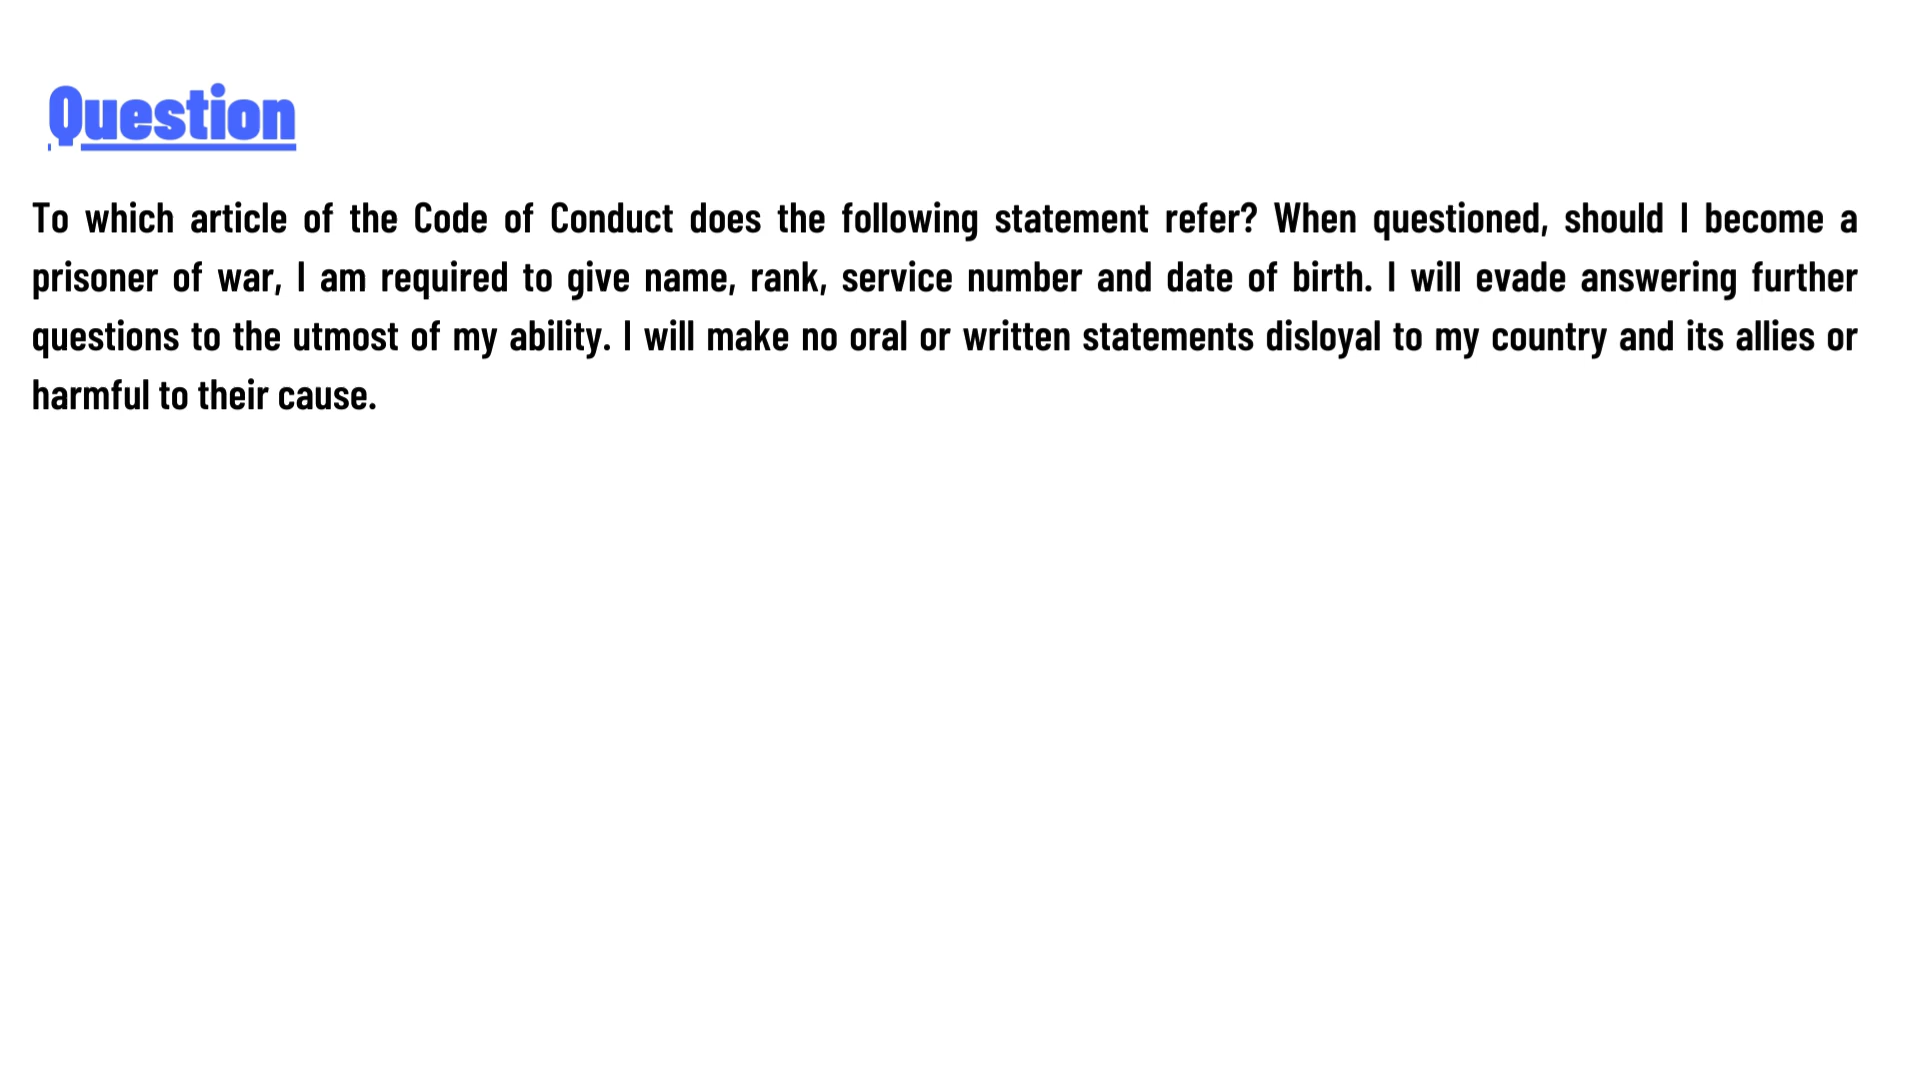 Question
To which article of the Code of Conduct does the following statement refer? When questioned, should I become a
prisoner of war, I am required to give name, rank, service number and date of birth. I will evade answering further
questions to the utmost of my ability. I will make no oral or written statements disloyal to my country and its allies or
harmful to their cause.